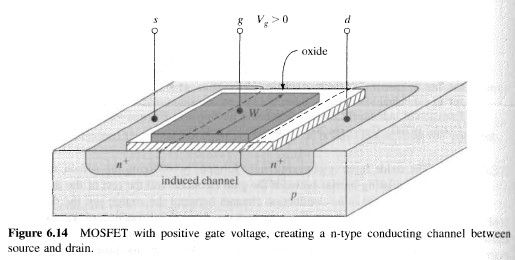 s
g V_g > 0
d
oxide
W
n+
n+
induced channel
p
Figure 6.14 MOSFET with positive gate voltage, creating a n-type conducting channel between
source and drain.